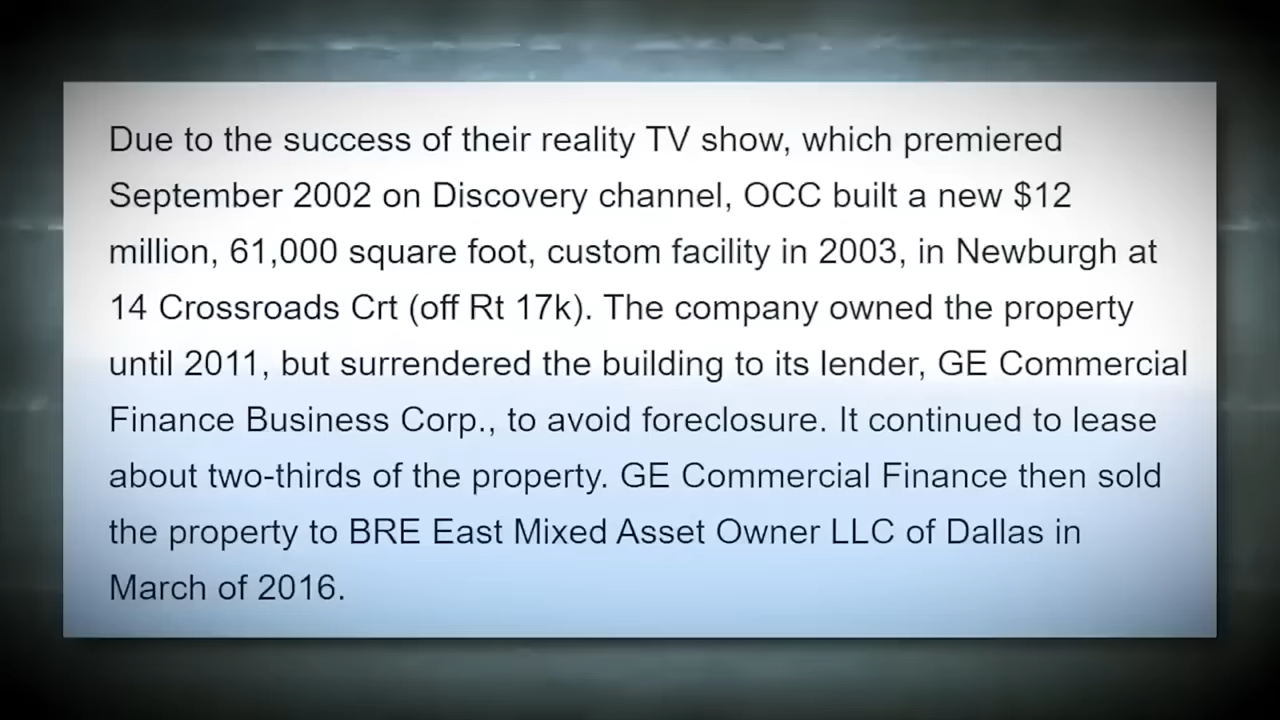 Due to the success of their reality TV show, which premiered
September 2002 on Discovery channel, OCC built a new $12
million, 61,000 square foot, custom facility in 2003, in Newburgh at
14 Crossroads Crt (off Rt 17k). The company owned the property
until 2011, but surrendered the building to its lender, GE Commercial
Finance Business Corp., to avoid foreclosure. It continued to lease
about two-thirds of the property. GE Commercial Finance then sold
the property to BRE East Mixed Asset Owner LLC of Dallas in
March of 2016.